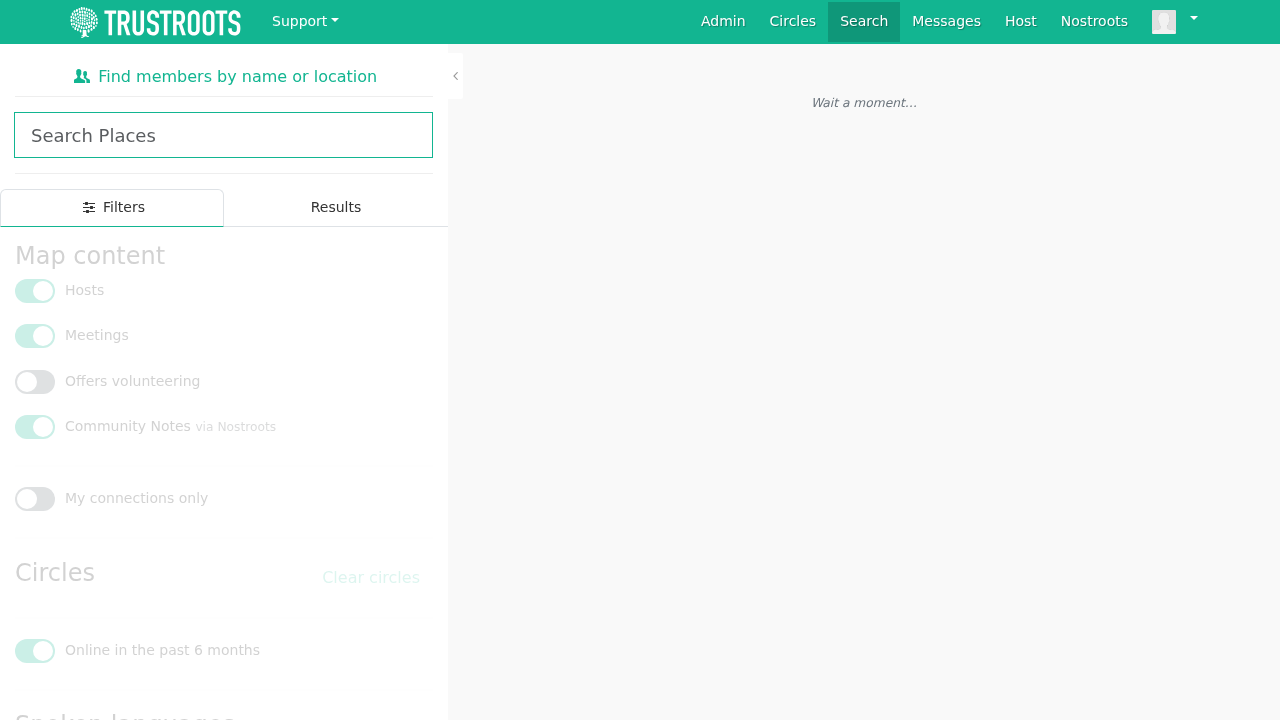 TRUSTROOTS
Support
Admin
Circles
Search
Messages
Host
Nostroots
Find members by name or location
Wait a moment...
Search Places
Filters
Results
Map content
Hosts
Meetings
Offers volunteering
Community Notes via Nostroots
My connections only
Circles
Clear circles
Online in the past 6 months
Spoken languages